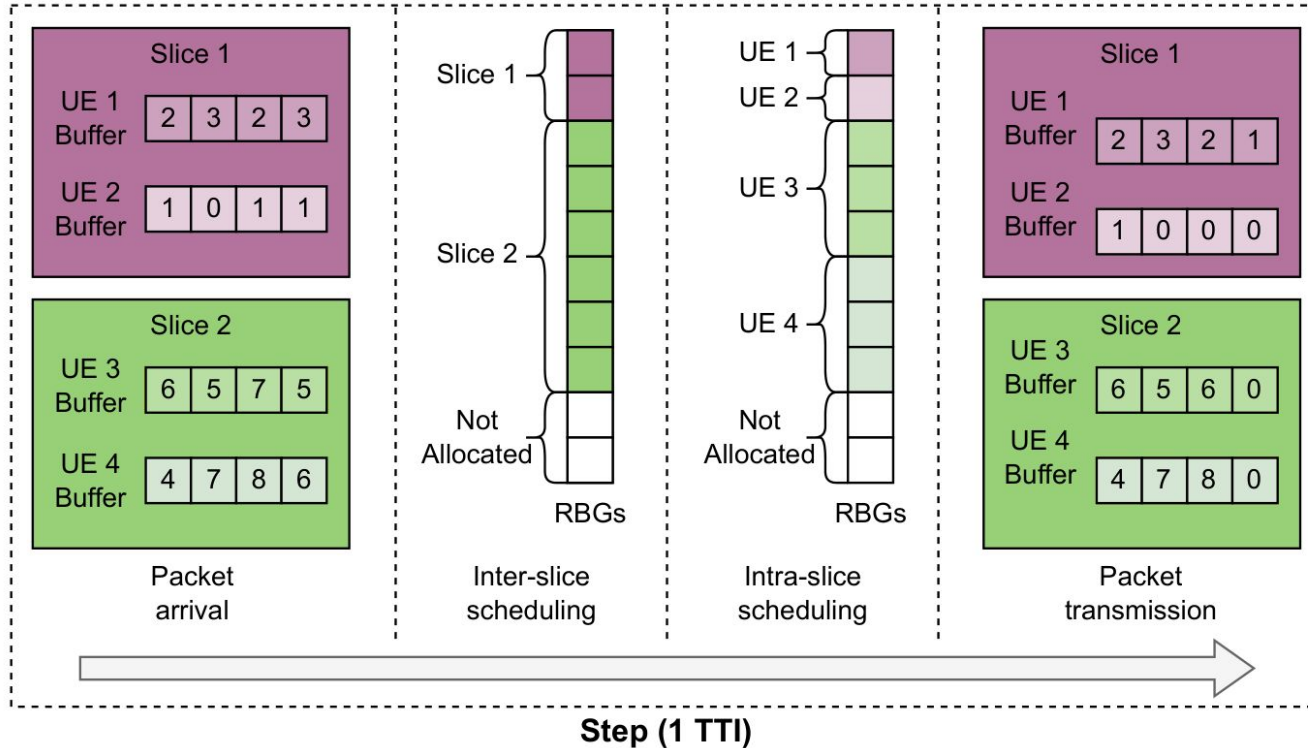 Slice 1
UE 1
Buffer
2 3 2 3
UE 2
Buffer
1 0 1 1
Slice 2
UE 3
Buffer
6 5 7 5
UE 4
Buffer
4 7 8 6
Packet
arrival
Slice 1
Slice 2
Not
Allocated
RBGs
Inter-slice
scheduling
UE 1
UE 2
UE 3
UE 4
Not
Allocated
RBGs
Intra-slice
scheduling
Slice 1
UE 1
Buffer
2 3 2 1
UE 2
Buffer
1 0 0 0
Slice 2
UE 3
Buffer
6 5 6 0
UE 4
Buffer
4 7 8 0
Packet
transmission
Step (1 TTI)